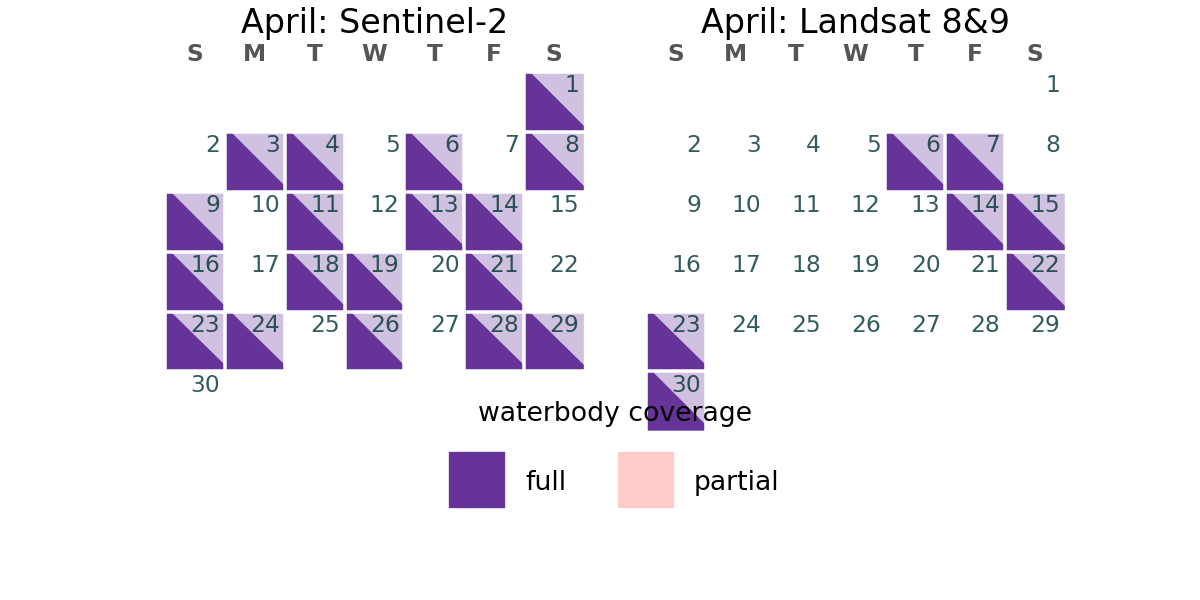 April: Sentinel-2
S M T W T F S
1
2 3 4 5 6 7 8
9 10 11 12 13 14 15
16 17 18 19 20 21 22
23 24 25 26 27 28 29
30
April: Landsat 8&9
S M T W T F S
1
2 3 4 5 6 7 8
9 10 11 12 13 14 15
16 17 18 19 20 21 22
23 24 25 26 27 28 29
30
waterbody coverage
full partial